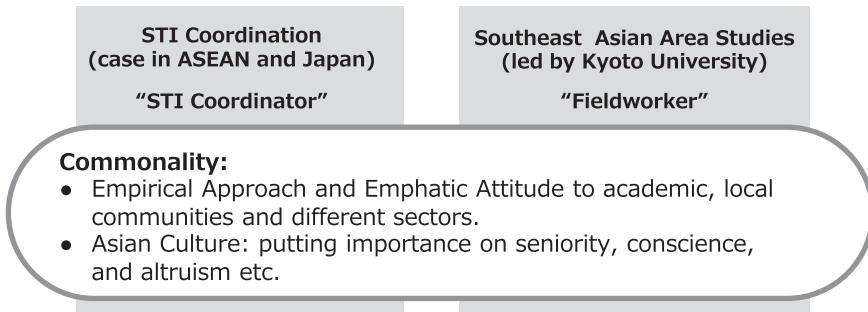 STI Coordination
(case in ASEAN and Japan)
“STI Coordinator”
Southeast Asian Area Studies
(led by Kyoto University)
“Fieldworker”
Commonality:
● Empirical Approach and Emphatic Attitude to academic, local
communities and different sectors.
● Asian Culture: putting importance on seniority, conscience,
and altruism etc.